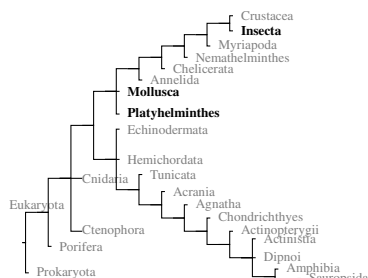 Crustacea
Insecta
Myriapoda
Nemathelminthes
Chelicerata
Annelida
Mollusca
Platyhelminthes
Echinodermata
Hemichordata
Tunicata
Cnidaria
Acrania
Agnatha
Eukaryota
Chondrichthyes
Ctenophora
Actinopterygii
Actinistia
Porifera
Dipnoi
Amphibia
Prokaryota
Sauropsida